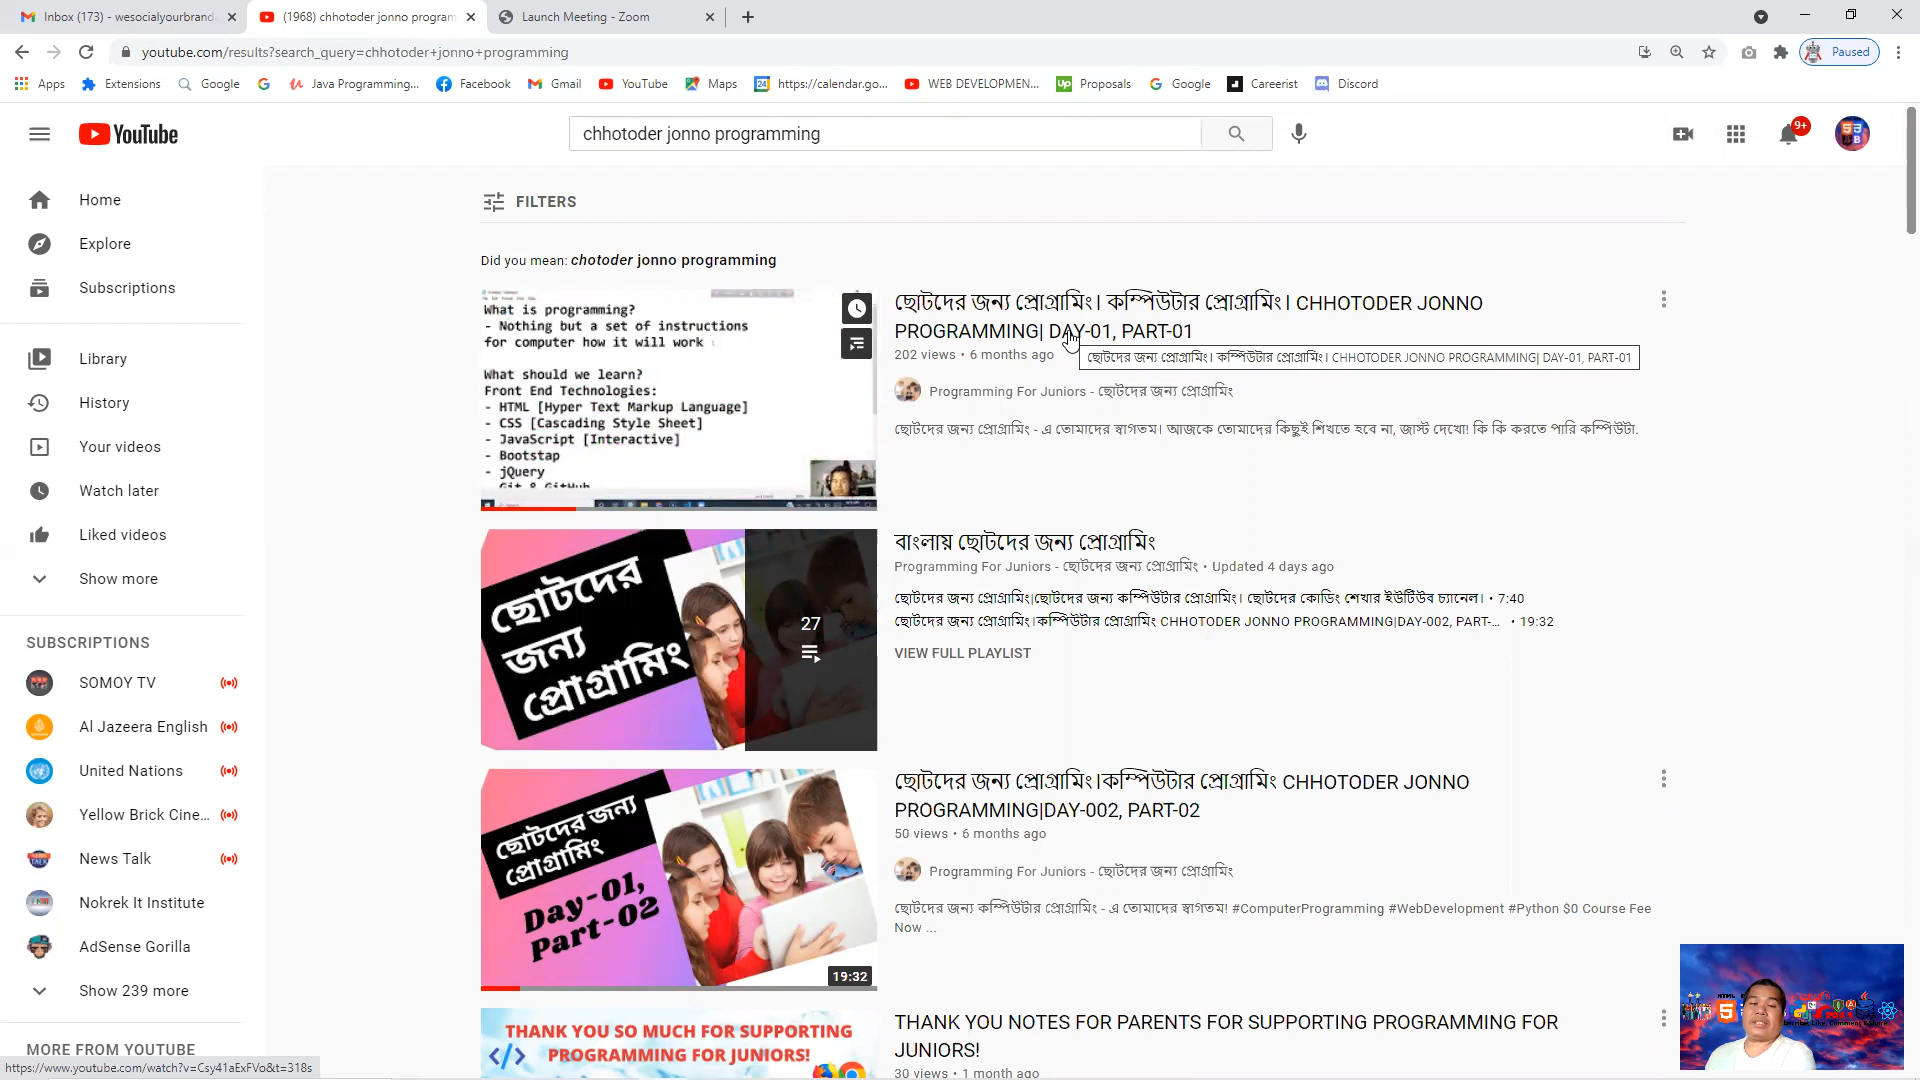 Inbox (173) - wesocialyourbrand
(1968) chhotoder jonno program
Launch Meeting - Zoom
youtube.com/results?search_query=chhotoder+jonno+programming
Paused
Apps
Extensions
Google
Java Programming...
Facebook
Gmail
YouTube
Maps
https://calendar.go...
WEB DEVELOPMEN...
Proposals
Google
Careerist
Discord
YouTube
chhotoder jonno programming
9+
Home
Explore
Subscriptions
Library
History
Your videos
Watch later
Liked videos
Show more
SUBSCRIPTIONS
SOMOY TV
Al Jazeera English
United Nations
Yellow Brick Cine...
News Talk
Nokrek It Institute
AdSense Gorilla
Show 239 more
MORE FROM YOUTUBE
https://www.youtube.com/watch?v=Csy41aExFVo&t=318s
FILTERS
Did you mean: chotoder jonno programming
What is programming?
- Nothing but a set of instructions
for computer how it will work
What should we learn?
Front End Technologies:
- HTML [Hyper Text Markup Language]
- CSS [Cascading Style Sheet]
- JavaScript [Interactive]
- Bootstap
- jQuery
- Git & GitHub
ছোটদের জন্য প্রোগ্রামিং। কম্পিউটার প্রোগ্রামিং। CHHOTODER JONNO
PROGRAMMING| DAY-01, PART-01
202 views • 6 months ago
ছোটদের জন্য প্রোগ্রামিং। কম্পিউটার প্রোগ্রামিং। CHHOTODER JONNO PROGRAMMING| DAY-01, PART-01
Programming For Juniors - ছোটদের জন্য প্রোগ্রামিং
ছোটদের জন্য প্রোগ্রামিং - এ তোমাদের স্বাগতম। আজকে তোমাদের কিছুই শিখতে হবে না, জাস্ট দেখো! কি কি করতে পারি কম্পিউটা.
ছোটদের
জন্য
প্রোগ্রামিং
27
বাংলায় ছোটদের জন্য প্রোগ্রামিং
Programming For Juniors - ছোটদের জন্য প্রোগ্রামিং • Updated 4 days ago
ছোটদের জন্য প্রোগ্রামিং|ছোটদের জন্য কম্পিউটার প্রোগ্রামিং। ছোটদের কোডিং শেখার ইউটিউব চ্যানেল। • 7:40
ছোটদের জন্য প্রোগ্রামিং।কম্পিউটার প্রোগ্রামিং CHHOTODER JONNO PROGRAMMING|DAY-002, PART-... • 19:32
VIEW FULL PLAYLIST
ছোটদের জন্য
প্রোগ্রামিং
Day-01,
Part-02
19:32
ছোটদের জন্য প্রোগ্রামিং।কম্পিউটার প্রোগ্রামিং CHHOTODER JONNO
PROGRAMMING|DAY-002, PART-02
50 views • 6 months ago
Programming For Juniors - ছোটদের জন্য প্রোগ্রামিং
ছোটদের জন্য কম্পিউটার প্রোগ্রামিং - এ তোমাদের স্বাগতম! #ComputerProgramming #WebDevelopment #Python $0 Course Fee
Now ...
THANK YOU SO MUCH FOR SUPPORTING
PROGRAMMING FOR JUNIORS!
THANK YOU NOTES FOR PARENTS FOR SUPPORTING PROGRAMMING FOR
JUNIORS!
30 views • 1 month ago